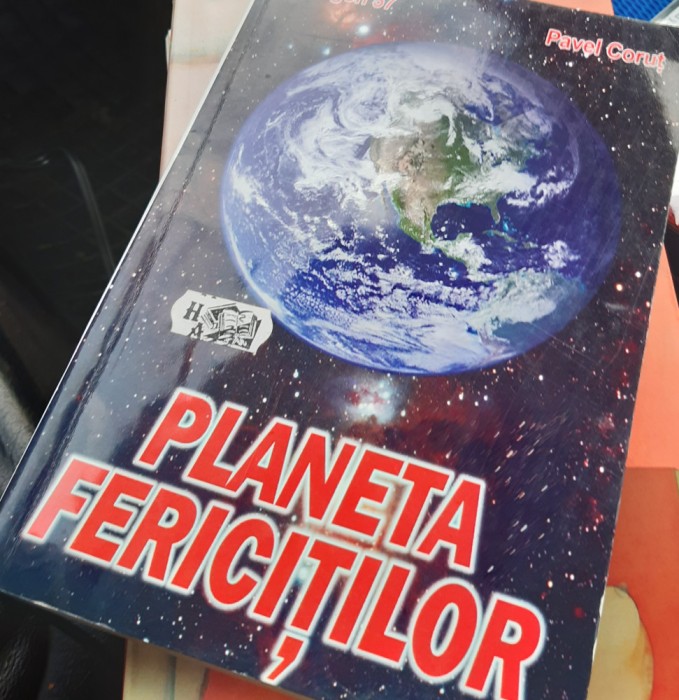 Pavel Coruț
H
A
PLANETA
FERICIȚILOR